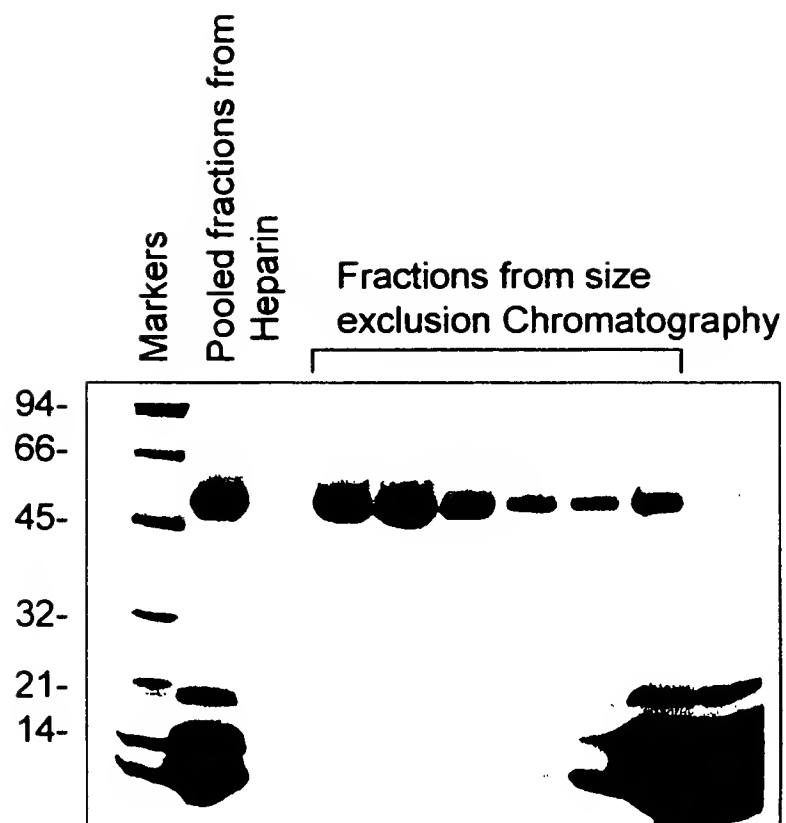 Markers
Pooled fractions from
Heparin
Fractions from size
exclusion Chromatography
94-
66-
45-
32-
21-
14-